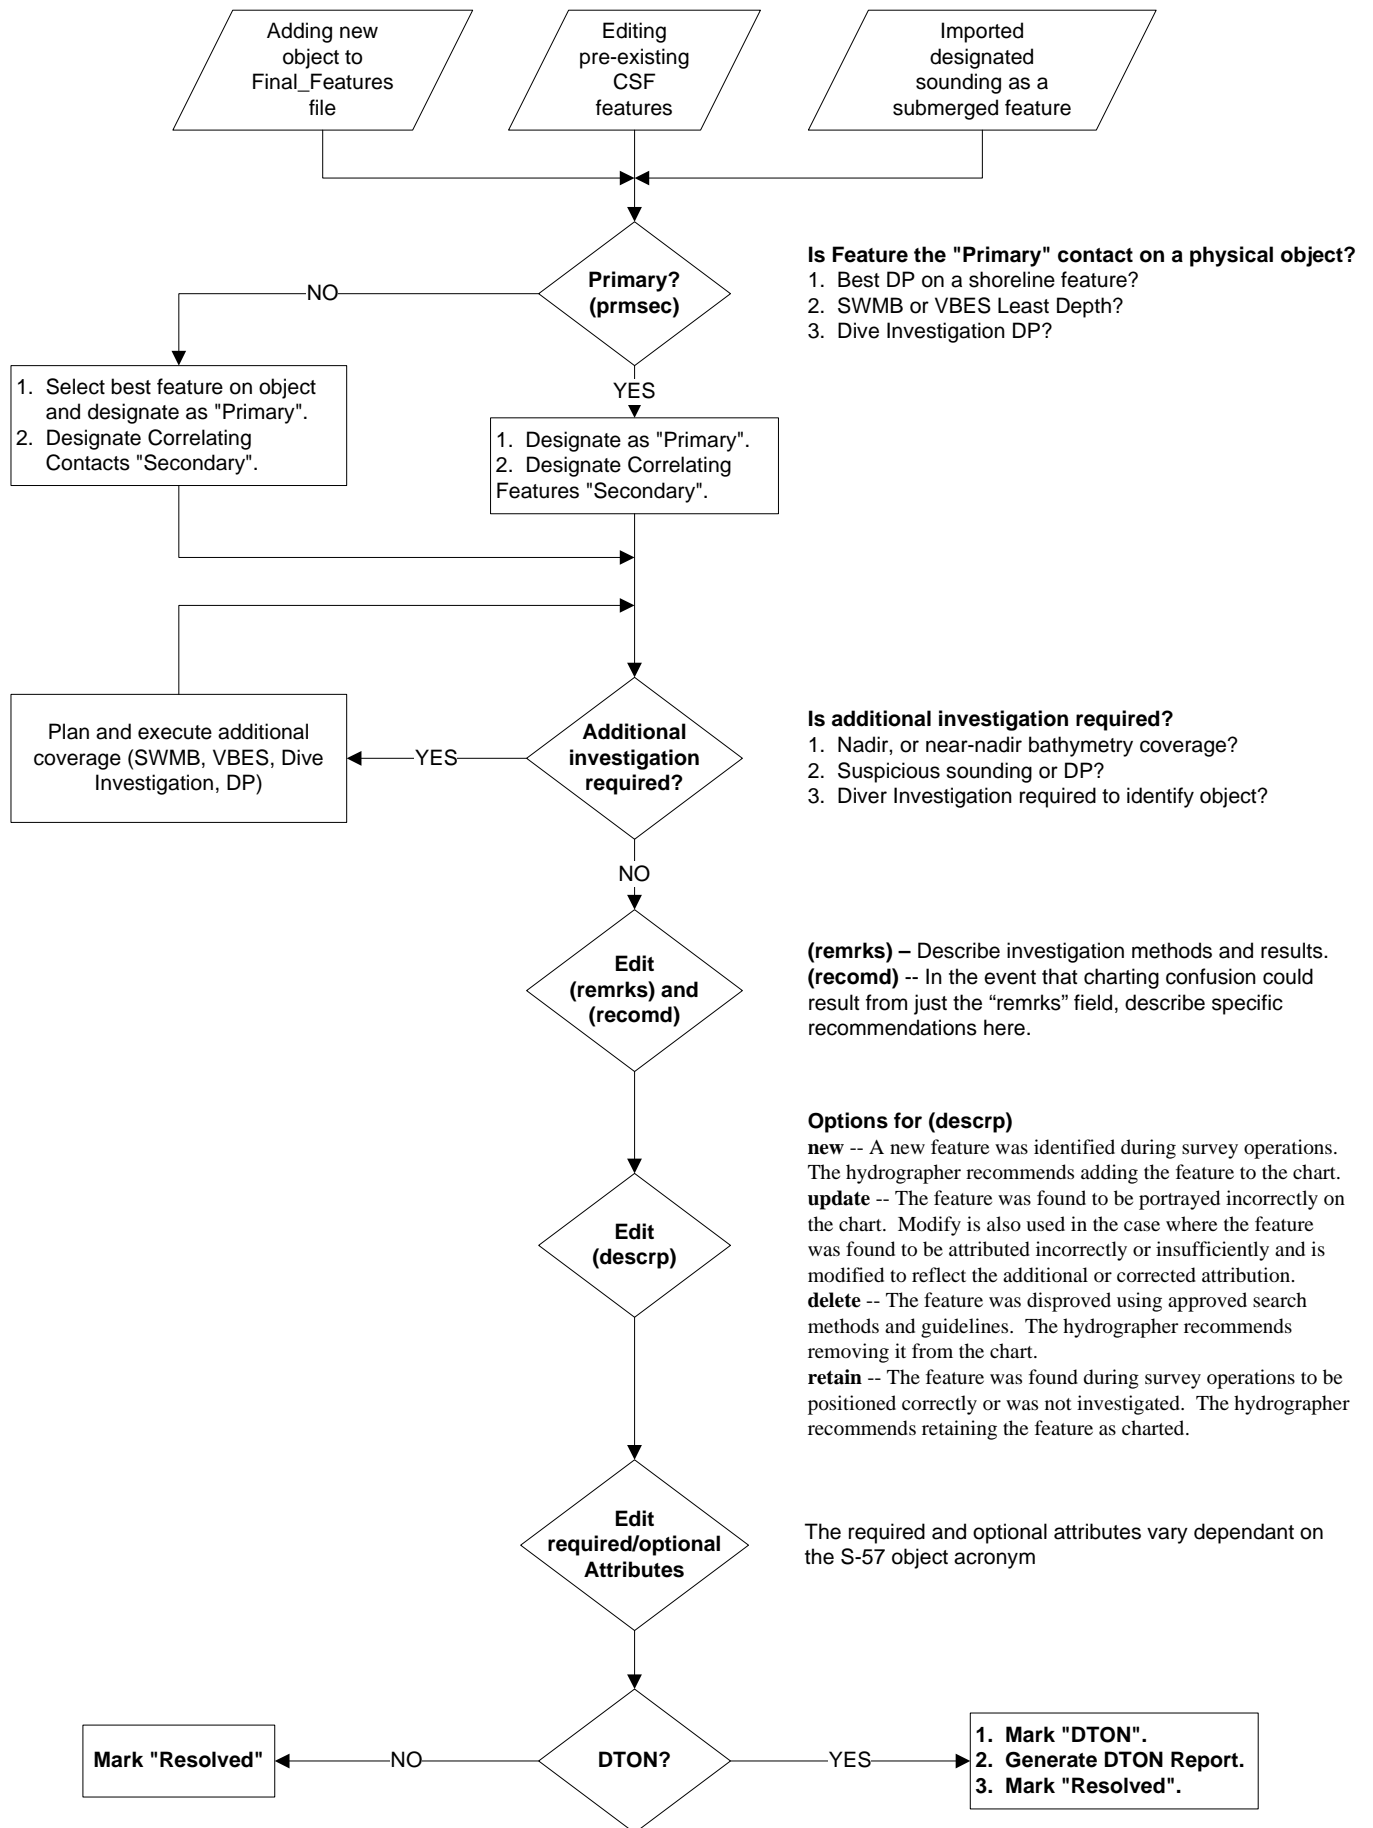 Adding new
object to
Final_Features
file
Editing
pre-existing
CSF
features
Imported
designated
sounding as a
submerged feature
Primary?
(prmsec)
Is Feature the "Primary" contact on a physical object?
1. Best DP on a shoreline feature?
2. SWMB or VBES Least Depth?
3. Dive Investigation DP?
NO
YES
1. Select best feature on object
and designate as "Primary".
2. Designate Correlating
Contacts "Secondary".
1. Designate as "Primary".
2. Designate Correlating
Features "Secondary".
Plan and execute additional
coverage (SWMB, VBES, Dive
Investigation, DP)
YES
Additional
investigation
required?
Is additional investigation required?
1. Nadir, or near-nadir bathymetry coverage?
2. Suspicious sounding or DP?
3. Diver Investigation required to identify object?
NO
Edit
(remrks) and
(recomd)
(remrks) – Describe investigation methods and results.
(recomd) -- In the event that charting confusion could
result from just the “remrks” field, describe specific
recommendations here.
Edit
(descrp)
Options for (descrp)
new -- A new feature was identified during survey operations.
The hydrographer recommends adding the feature to the chart.
update -- The feature was found to be portrayed incorrectly on
the chart. Modify is also used in the case where the feature
was found to be attributed incorrectly or insufficiently and is
modified to reflect the additional or corrected attribution.
delete -- The feature was disproved using approved search
methods and guidelines. The hydrographer recommends
removing it from the chart.
retain -- The feature was found during survey operations to be
positioned correctly or was not investigated. The hydrographer
recommends retaining the feature as charted.
Edit
required/optional
Attributes
The required and optional attributes vary dependant on
the S-57 object acronym
Mark "Resolved"
NO
DTON?
YES
1. Mark "DTON".
2. Generate DTON Report.
3. Mark "Resolved".